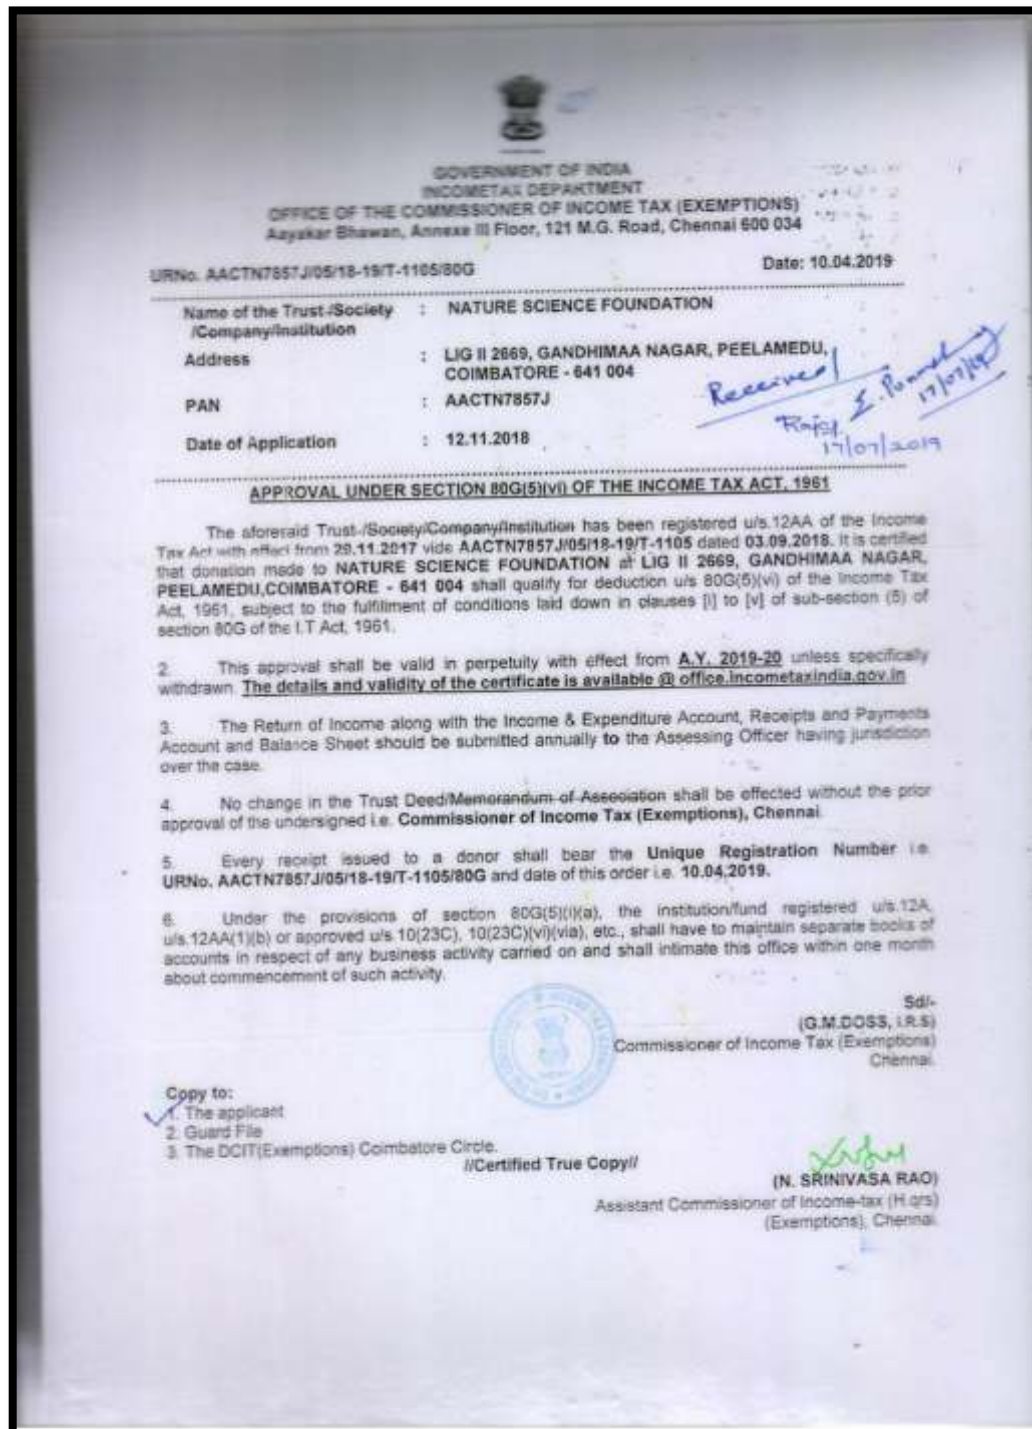 GOVERNMENT OF INDIA
INCOMETAX DEPARTMENT
OFFICE OF THE COMMISSIONER OF INCOME TAX (EXEMPTIONS)
Aayakar Bhawan, Annexe III Floor, 121 M.G. Road, Chennai 600 034
URNo. AACTN7857J/05/18-19/T-1105/80G Date: 10.04.2019
Name of the Trust /Society : NATURE SCIENCE FOUNDATION
/Company/Institution
Address : LIG II 2669, GANDHIMAA NAGAR, PEELAMEDU,
COIMBATORE - 641 004
Received
17/07/19
PAN : AACTN7857J
Date of Application : 12.11.2018
17/07/2019
APPROVAL UNDER SECTION 80G(5)(vi) OF THE INCOME TAX ACT, 1961
The aforeraid Trust /Society/Company/Institution has been registered u/s.12AA of the Income
Tax Act with effect from 29.11.2017 vide AACTN7857J/05/18-19/T-1105 dated 03.09.2018. It is certified
that donation made to NATURE SCIENCE FOUNDATION at LIG II 2669, GANDHIMAA NAGAR,
PEELAMEDU,COIMBATORE - 641 004 shall qualify for deduction u/s 80G(5)(vi) of the Income Tax
Act, 1961, subject to the fulfillment of conditions laid down in clauses [i] to [v] of sub-section (5) of
section 80G of the I.T Act, 1961.
2. This approval shall be valid in perpetuity with effect from A.Y. 2019-20 unless specifically
withdrawn. The details and validity of the certificate is available @ office.incometaxindia.gov.in
3. The Return of Income along with the Income & Expenditure Account, Receipts and Payments
Account and Balance Sheet should be submitted annually to the Assessing Officer having jurisdiction
over the case.
4. No change in the Trust Deed/Memorandum of Association shall be effected without the prior
approval of the undersigned i.e. Commissioner of Income Tax (Exemptions), Chennai.
5. Every receipt issued to a donor shall bear the Unique Registration Number i.e.
URNo. AACTN7857J/05/18-19/T-1105/80G and date of this order i.e. 10.04.2019.
6. Under the provisions of section 80G(5)(i)(a), the institution/fund registered u/s.12A,
u/s.12AA(1)(b) or approved u/s.10(23C), 10(23C)(vi)(via), etc., shall have to maintain separate books of
accounts in respect of any business activity carried on and shall intimate this office within one month
about commencement of such activity.
Sd/-
(G.M.DOSS, I.R.S)
Commissioner of Income Tax (Exemptions)
Chennai.
Copy to:
1. The applicant
2. Guard File
3. The DCIT(Exemptions) Coimbatore Circle.
//Certified True Copy//
(N. SRINIVASA RAO)
Assistant Commissioner of Income-tax (H.qrs)
(Exemptions), Chennai.